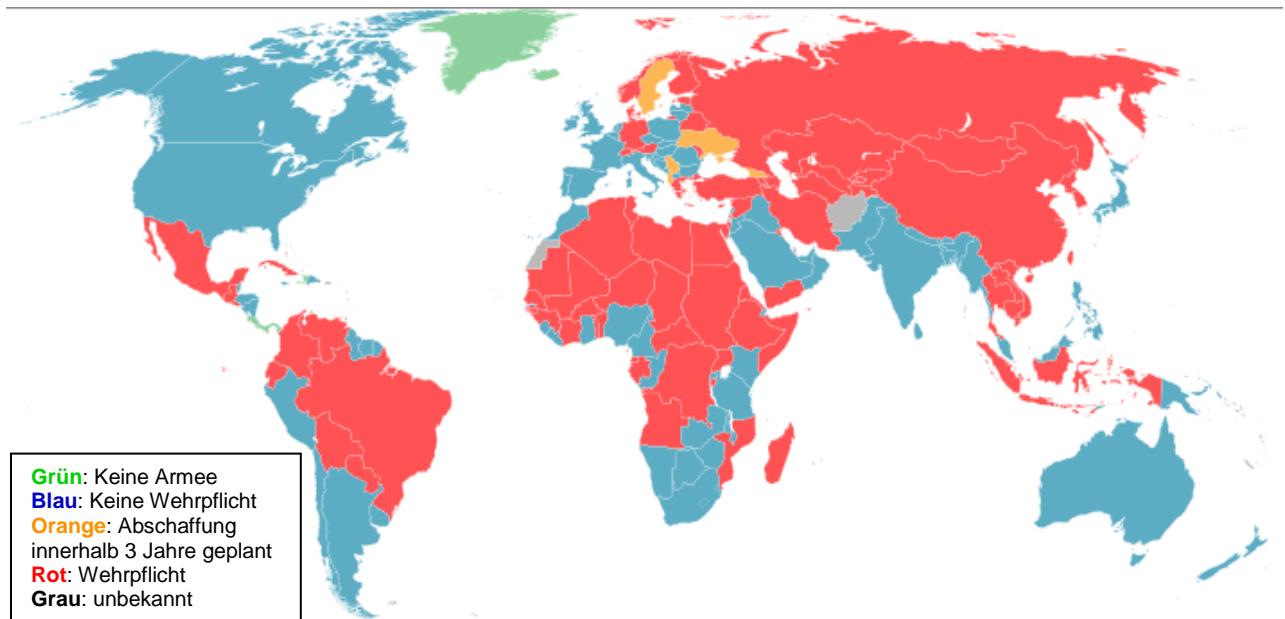 Grün: Keine Armee
Blau: Keine Wehrpflicht
Orange: Abschaffung
innerhalb 3 Jahre geplant
Rot: Wehrpflicht
Grau: unbekannt